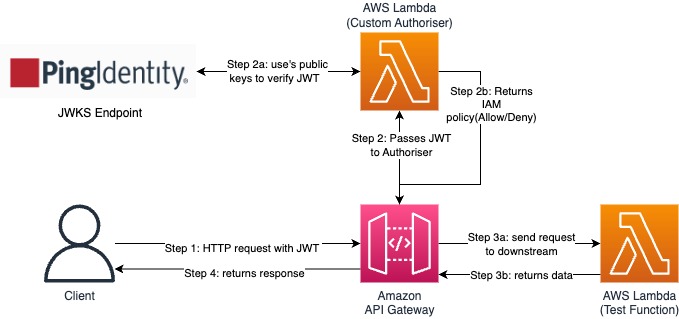 AWS Lambda
(Custom Authoriser)
PingIdentity®
JWKS Endpoint
Step 2a: use's public
keys to verify JWT
Step 2b: Returns
IAM
policy(Allow/Deny)
Step 2: Passes JWT
to Authoriser
Step 1: HTTP request with JWT
Step 4: returns response
Client
</>
Amazon
API Gateway
Step 3a: send request
to downstream
Step 3b: returns data
AWS Lambda
(Test Function)